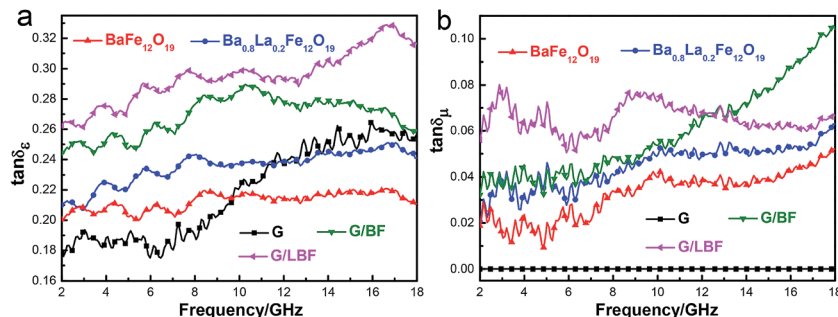 a
BaFe₁₂O₁₉
Ba₀.₈La₀.₂Fe₁₂O₁₉
0.32
0.30
0.28
0.26
0.24
0.22
0.20
0.18
0.16
tanδε
G
G/BF
G/LBF
2 4 6 8 10 12 14 16 18
Frequency/GHz
b
BaFe₁₂O₁₉
Ba₀.₈La₀.₂Fe₁₂O₁₉
0.10
0.08
0.06
0.04
0.02
0.00
tanδμ
G
G/BF
G/LBF
2 4 6 8 10 12 14 16 18
Frequency/GHz